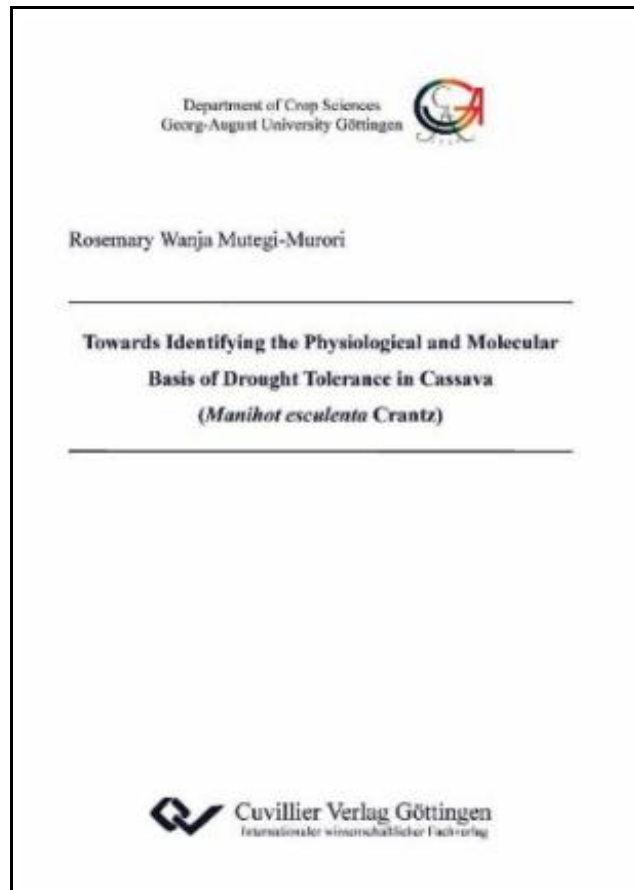 Department of Crop Sciences
Georg-August University Göttingen
Rosemary Wanja Mutegi-Murori
Towards Identifying the Physiological and Molecular
Basis of Drought Tolerance in Cassava
(Manihot esculenta Crantz)
Cuvillier Verlag Göttingen
Internationaler wissenschaftlicher Fachverlag